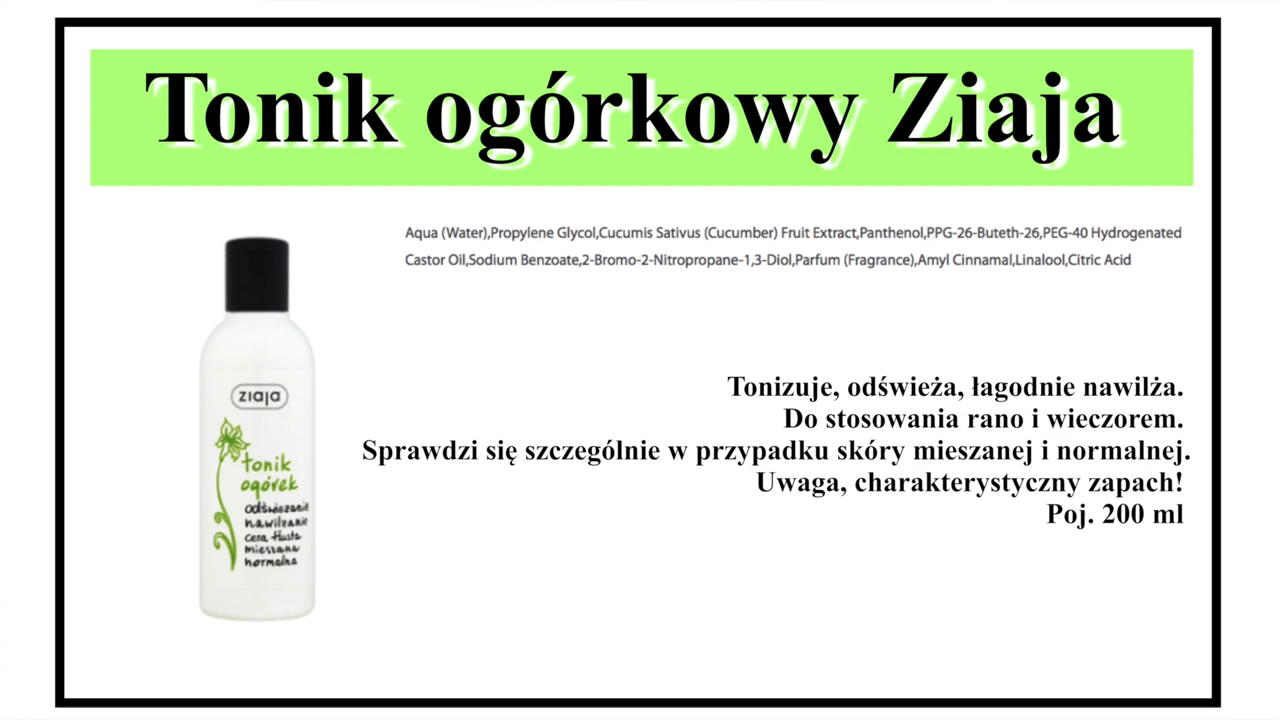 Tonik ogórkowy Ziaja
Aqua (Water),Propylene Glycol,Cucumis Sativus (Cucumber) Fruit Extract,Panthenol,PPG-26-Buteth-26,PEG-40 Hydrogenated
Castor Oil,Sodium Benzoate,2-Bromo-2-Nitropropane-1,3-Diol,Parfum (Fragrance),Amyl Cinnamal,Linalool,Citric Acid
ziaja
tonik
ogórek
odświeżanie
nawilżanie
cera tłusta
mieszana
normalna
Tonizuje, odświeża, łagodnie nawilża.
Do stosowania rano i wieczorem.
Sprawdzi się szczególnie w przypadku skóry mieszanej i normalnej.
Uwaga, charakterystyczny zapach!
Poj. 200 ml